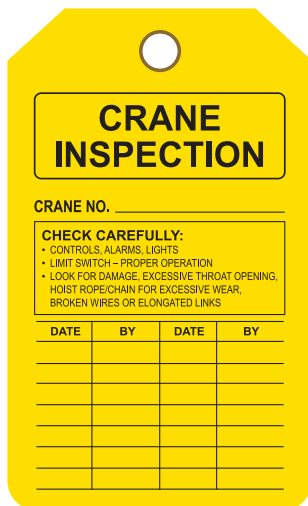 CRANE
INSPECTION
CRANE NO.
CHECK CAREFULLY:
• CONTROLS, ALARMS, LIGHTS
• LIMIT SWITCH – PROPER OPERATION
• LOOK FOR DAMAGE, EXCESSIVE THROAT OPENING,
HOIST ROPE/CHAIN FOR EXCESSIVE WEAR,
BROKEN WIRES OR ELONGATED LINKS
DATE BY DATE BY